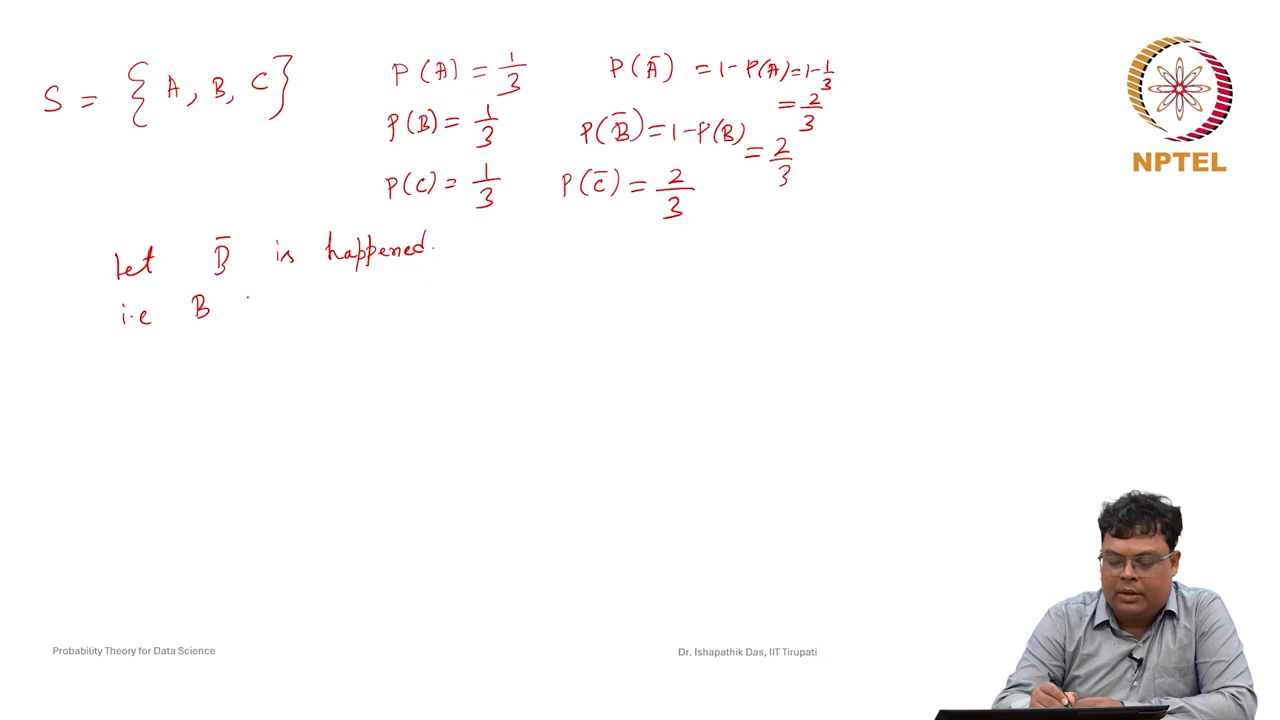 S = { A, B, C }
P(A) = 1/3
P(Ā) = 1 - P(A) = 1 - 1/3
= 2/3
P(B) = 1/3
P(B̄) = 1 - P(B)
= 2/3
P(C) = 1/3
P(C̄) = 2/3
Let B̄ is happened.
i.e B
NPTEL
Probability Theory for Data Science
Dr. Ishapathik Das, IIT Tirupati